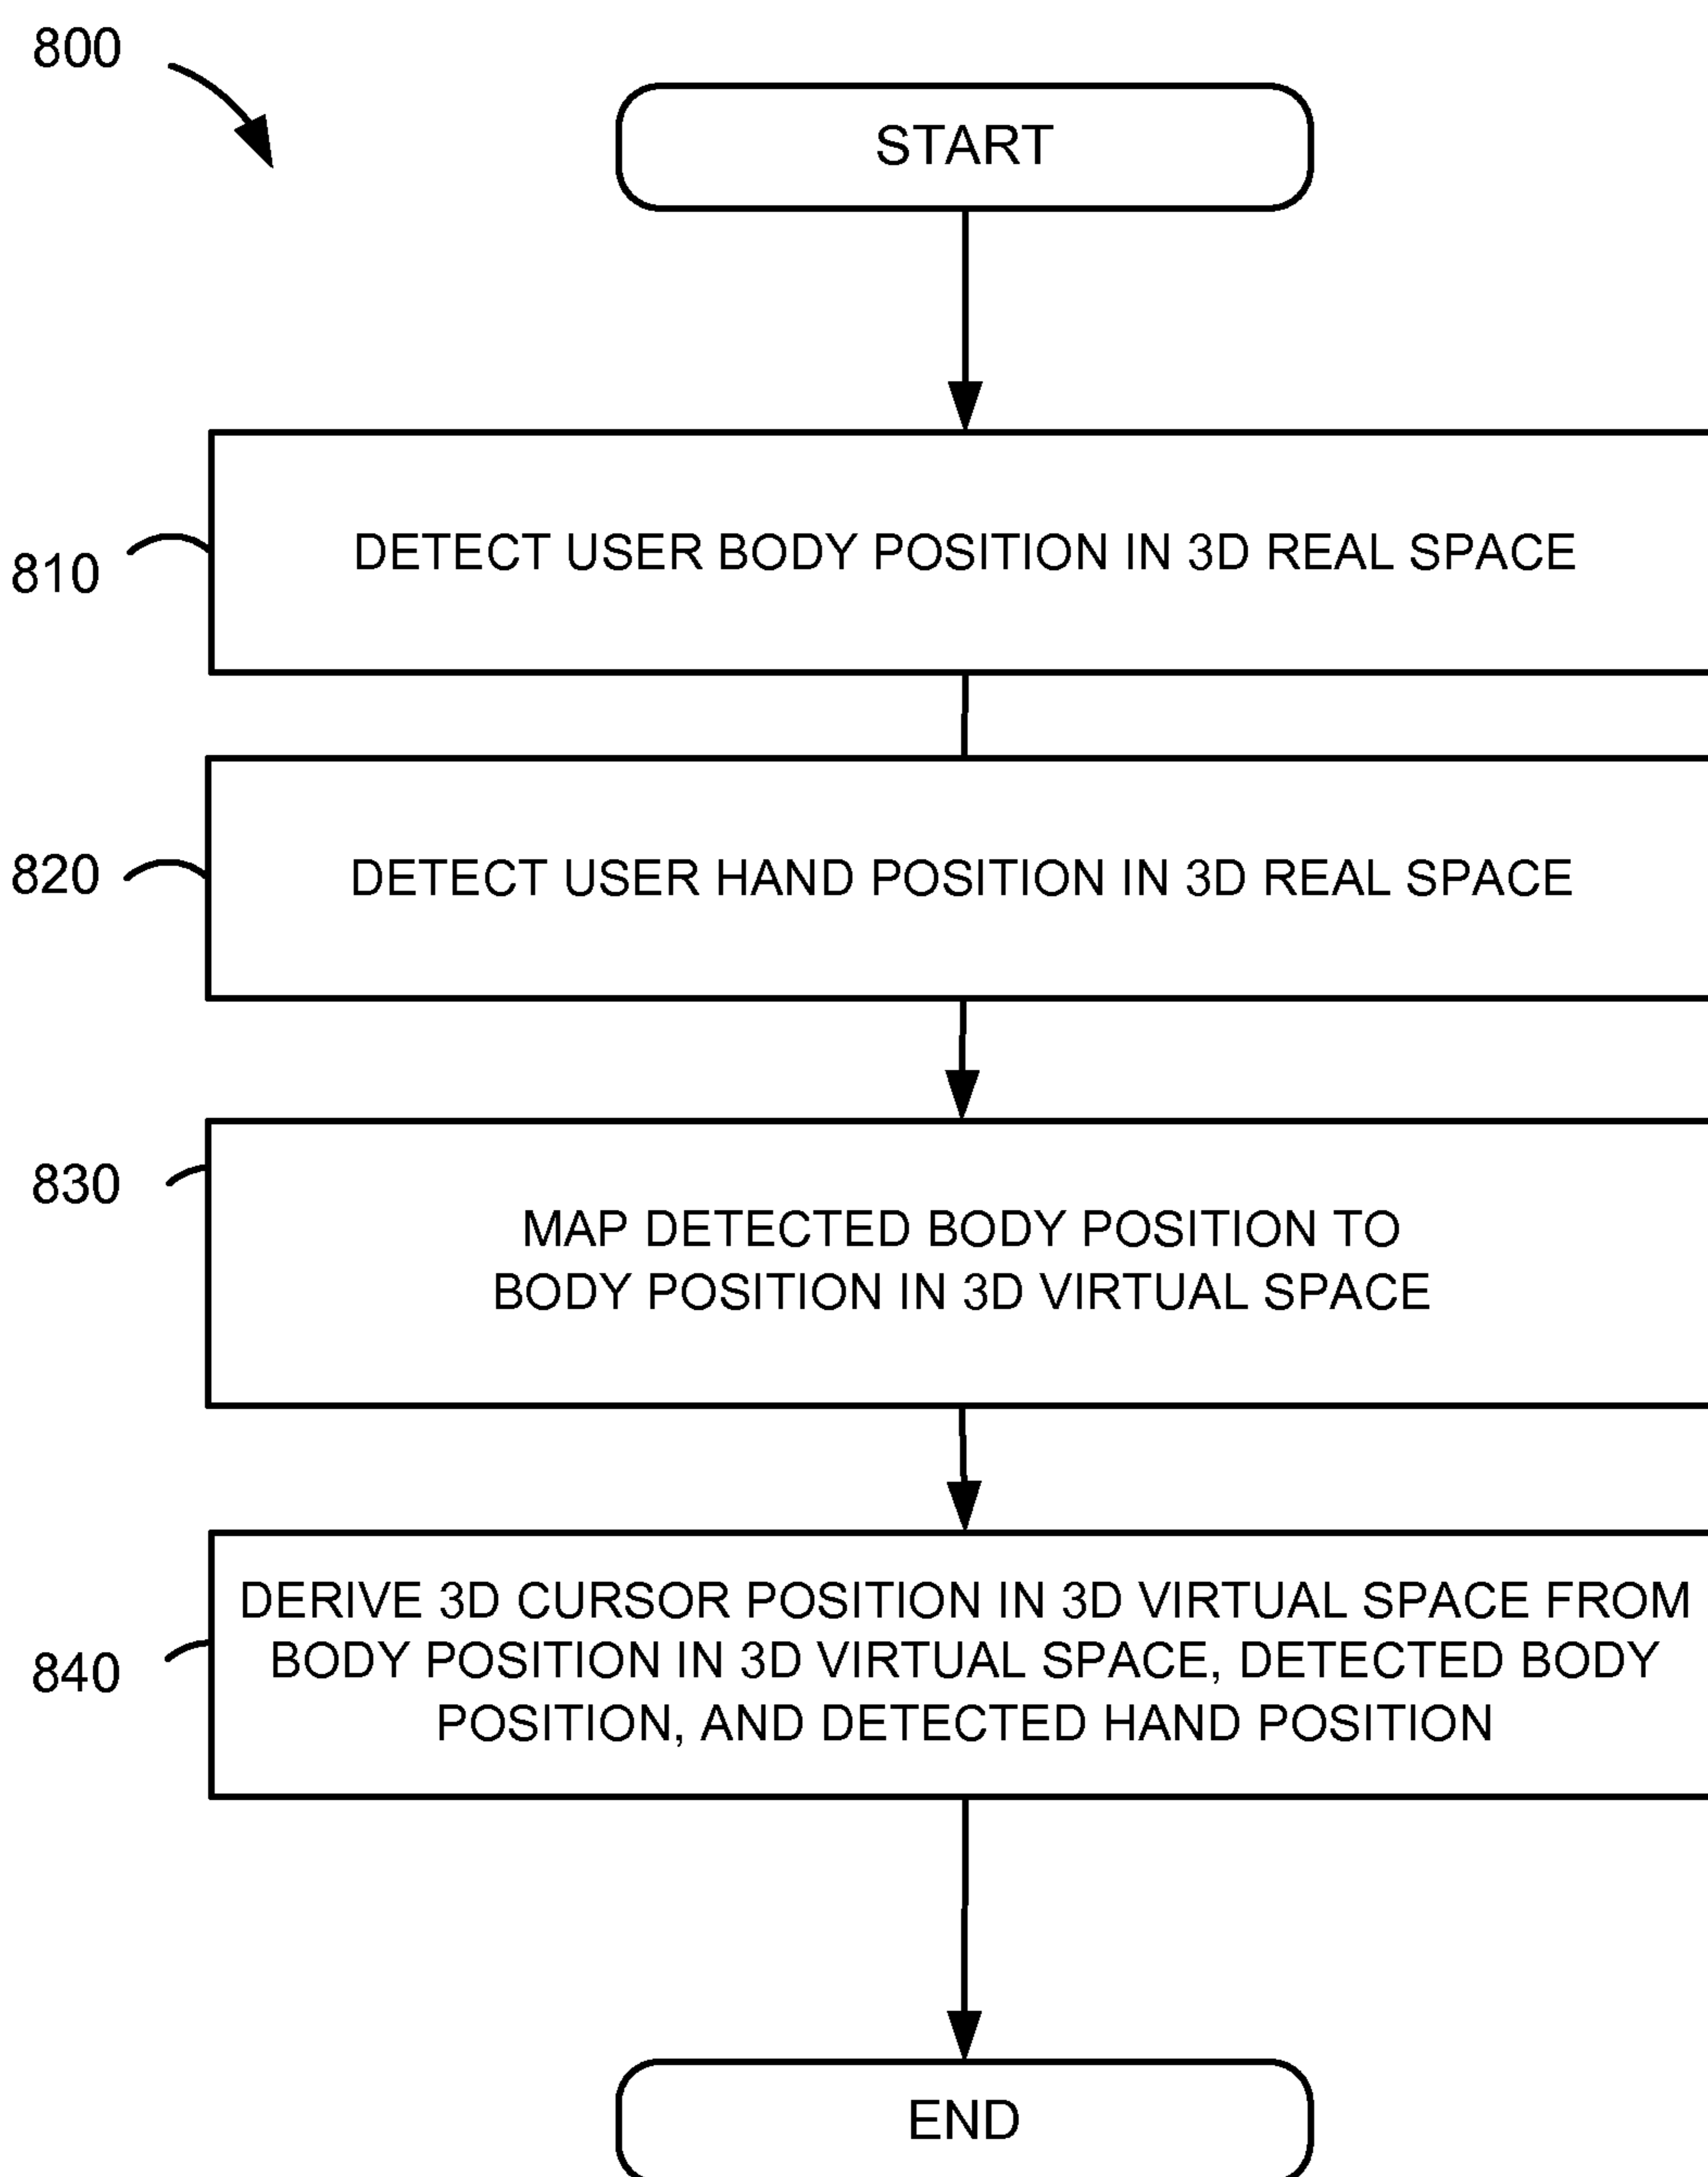 800
START
810
DETECT USER BODY POSITION IN 3D REAL SPACE
820
DETECT USER HAND POSITION IN 3D REAL SPACE
830
MAP DETECTED BODY POSITION TO
BODY POSITION IN 3D VIRTUAL SPACE
840
DERIVE 3D CURSOR POSITION IN 3D VIRTUAL SPACE FROM
BODY POSITION IN 3D VIRTUAL SPACE, DETECTED BODY
POSITION, AND DETECTED HAND POSITION
END